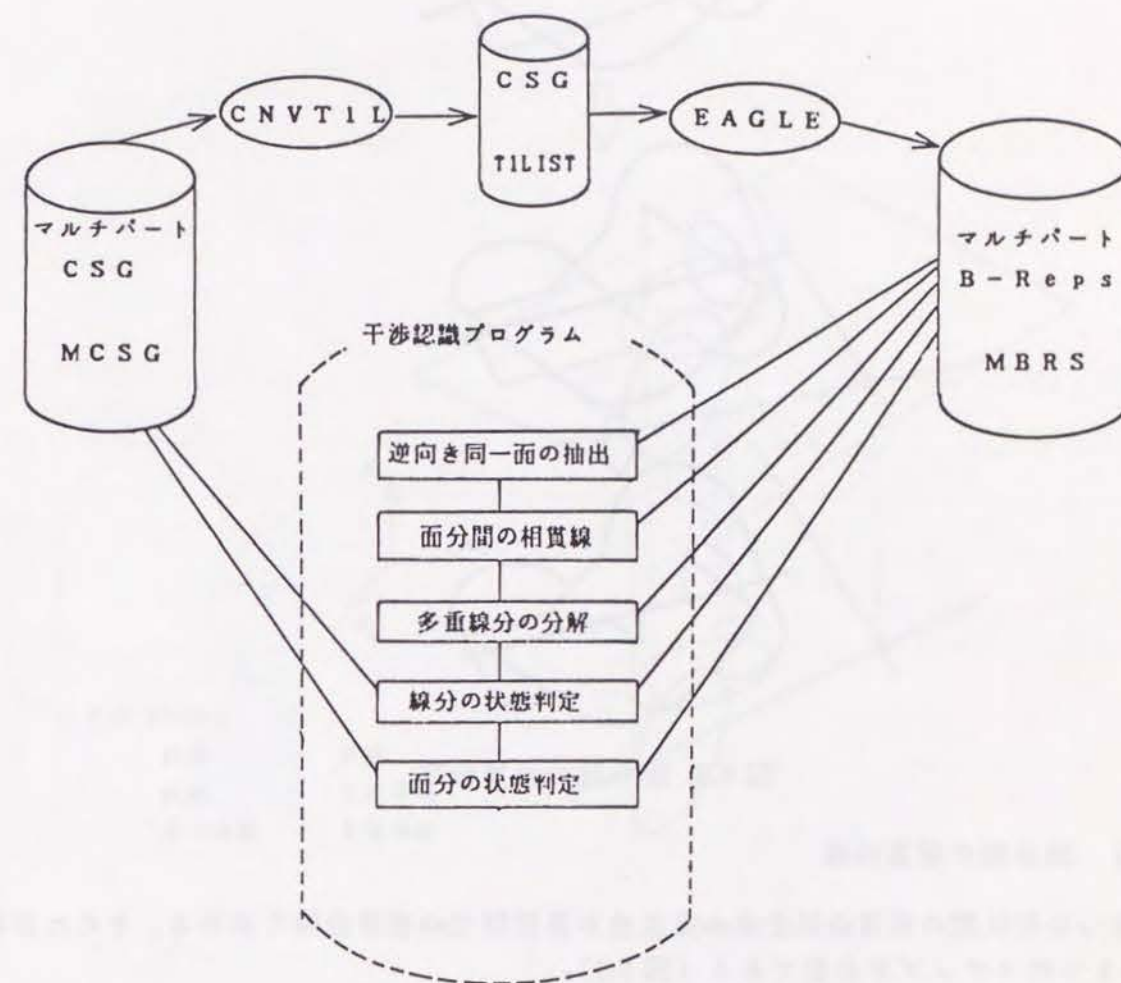 CSG
CNVT1L
EAGLE
T1LIST
マルチパート
CSG
MCSG
マルチパート
B-Reps
MBRS
干渉認識プログラム
逆向き同一面の抽出
面分間の相貫線
多重線分の分解
線分の状態判定
面分の状態判定